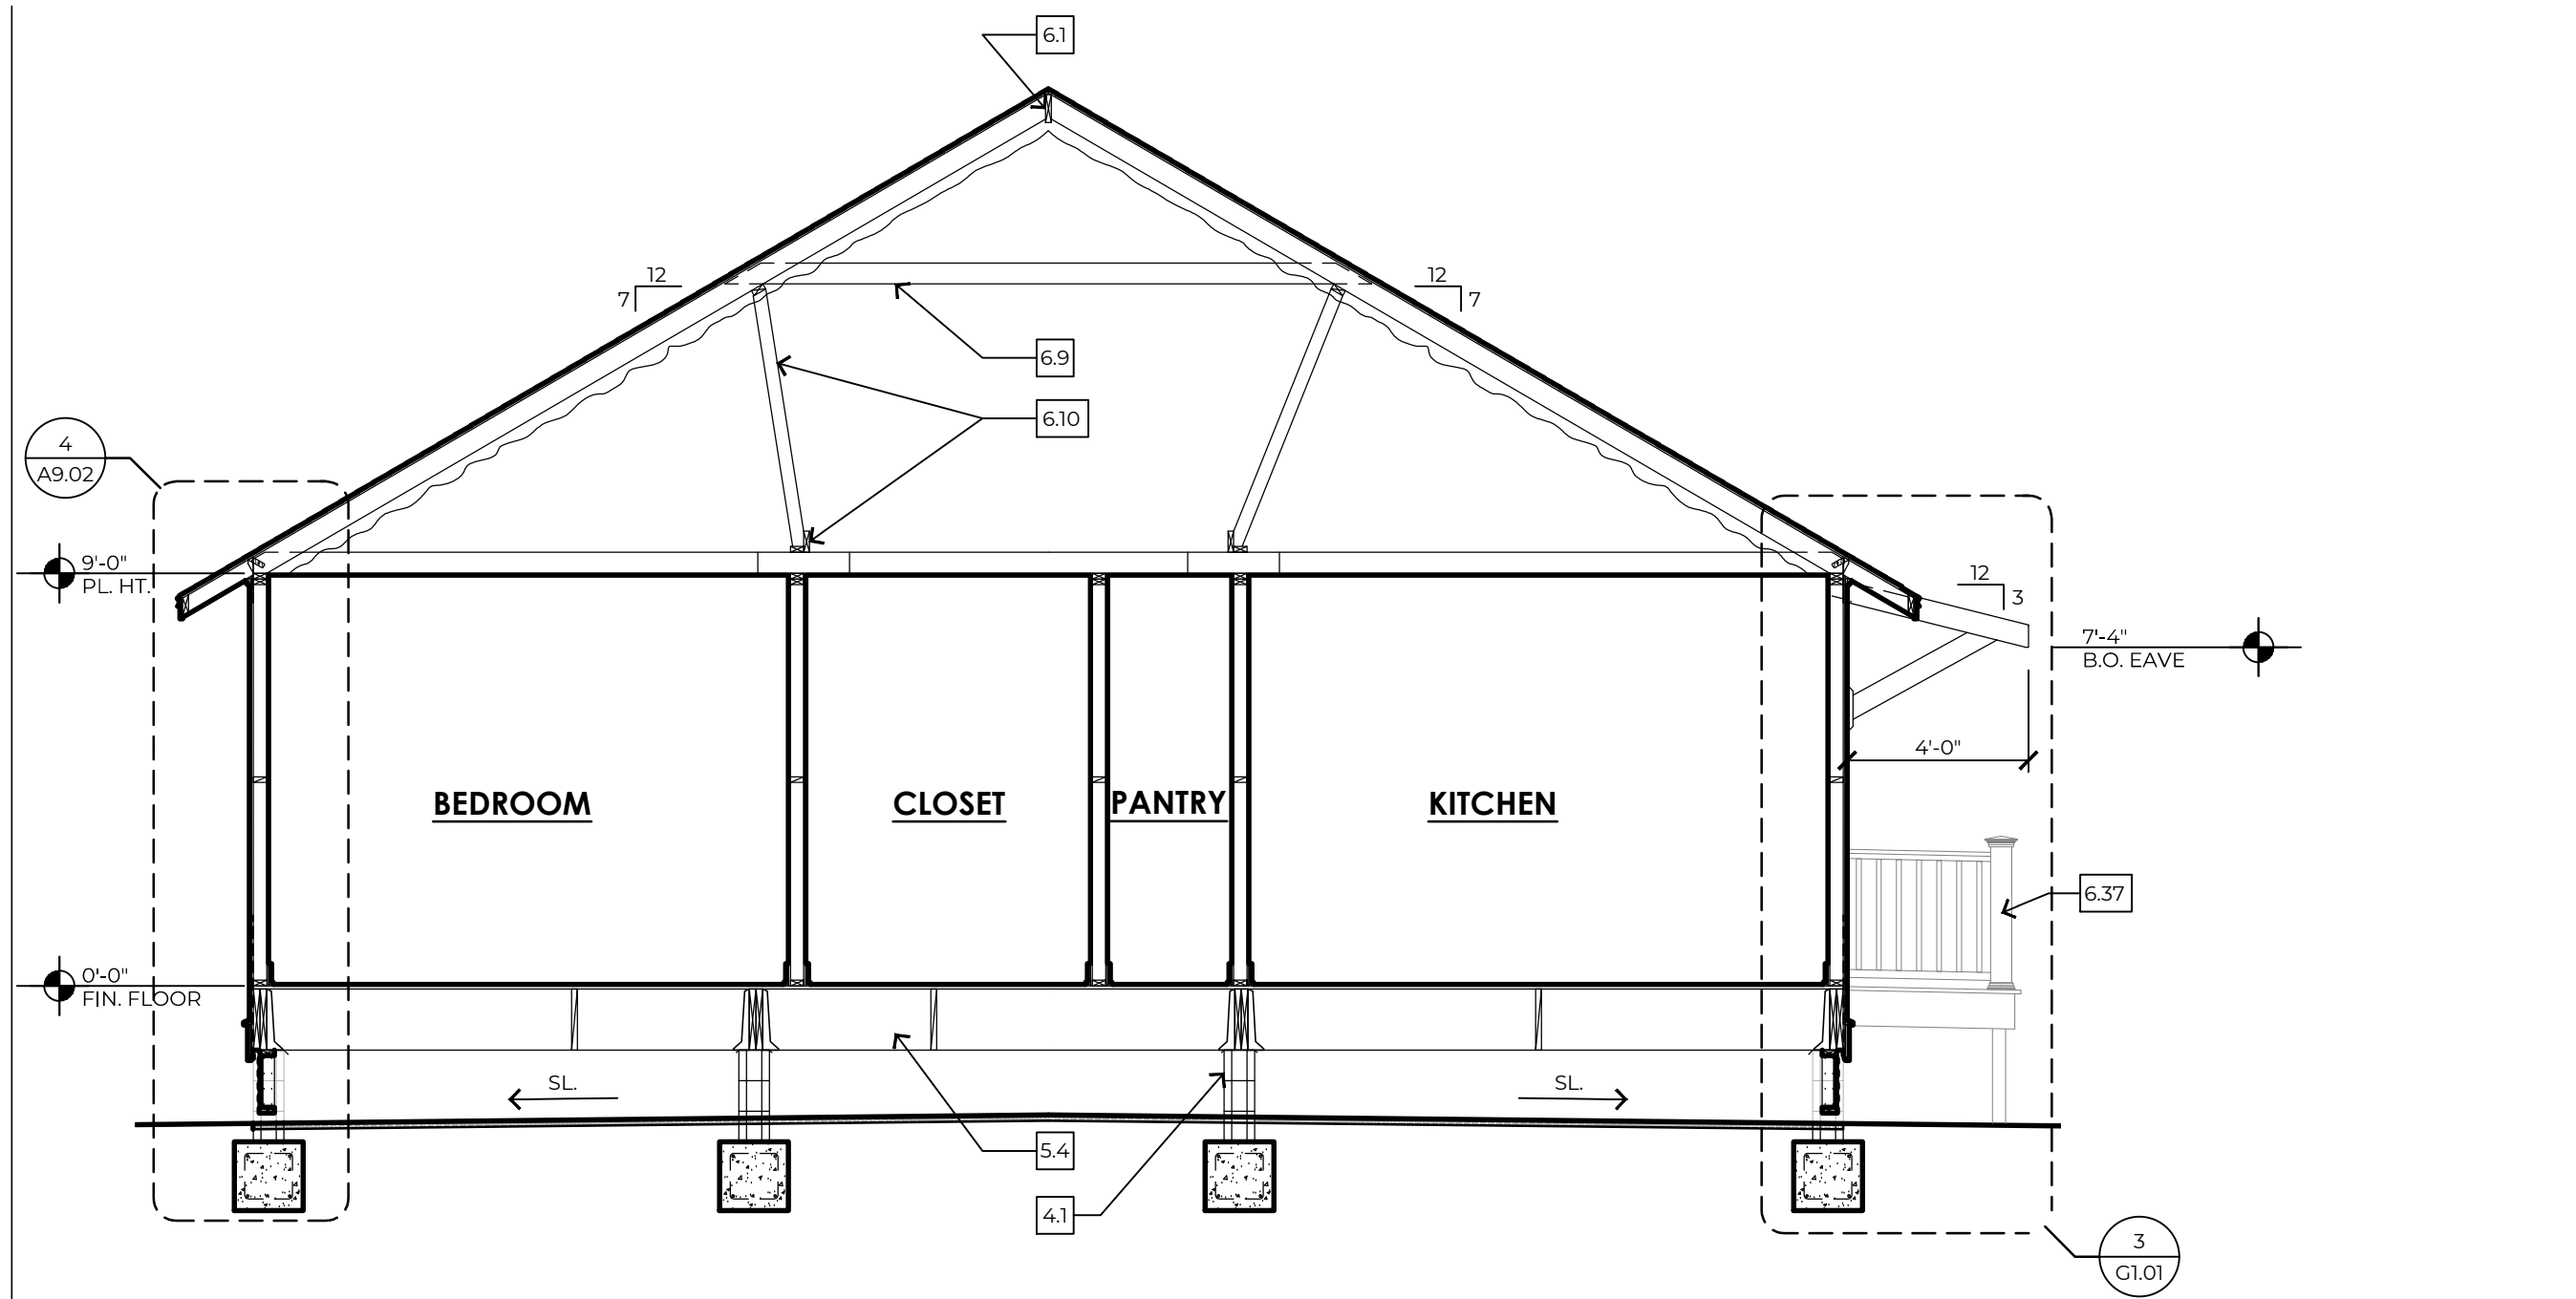 6.1
12
7
12
7
6.9
6.10
4
A9.02
9'-0"
PL. HT.
12
3
7'-4"
B.O. EAVE
4'-0"
BEDROOM
CLOSET
PANTRY
KITCHEN
6.37
0'-0"
FIN. FLOOR
SL.
SL.
5.4
4.1
3
G1.01